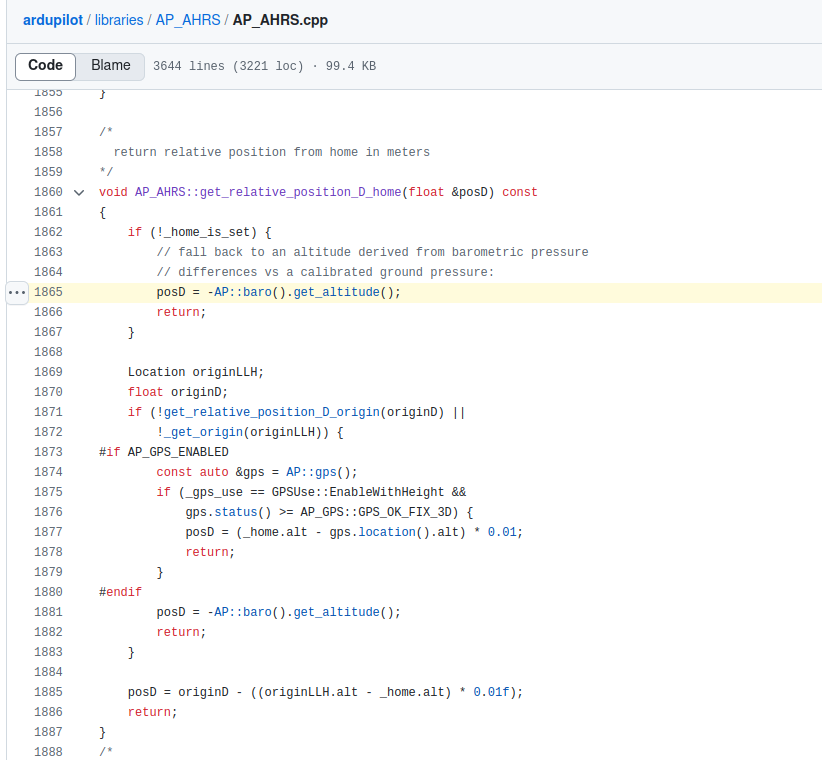 ardupilot / libraries / AP_AHRS / AP_AHRS.cpp
Code Blame 3644 lines (3221 loc) · 99.4 KB
1855 }
1856
1857 /*
1858 return relative position from home in meters
1859 */
1860 void AP_AHRS::get_relative_position_D_home(float &posD) const
1861 {
1862 if (!_home_is_set) {
1863 // fall back to an altitude derived from barometric pressure
1864 // differences vs a calibrated ground pressure:
1865 posD = -AP::baro().get_altitude();
1866 return;
1867 }
1868
1869 Location originLLH;
1870 float originD;
1871 if (!get_relative_position_D_origin(originD) ||
1872 !_get_origin(originLLH)) {
1873 #if AP_GPS_ENABLED
1874 const auto &gps = AP::gps();
1875 if (_gps_use == GPSUse::EnableWithHeight &&
1876 gps.status() >= AP_GPS::GPS_OK_FIX_3D) {
1877 posD = (_home.alt - gps.location().alt) * 0.01;
1878 return;
1879 }
1880 #endif
1881 posD = -AP::baro().get_altitude();
1882 return;
1883 }
1884
1885 posD = originD - ((originLLH.alt - _home.alt) * 0.01f);
1886 return;
1887 }
1888 /*